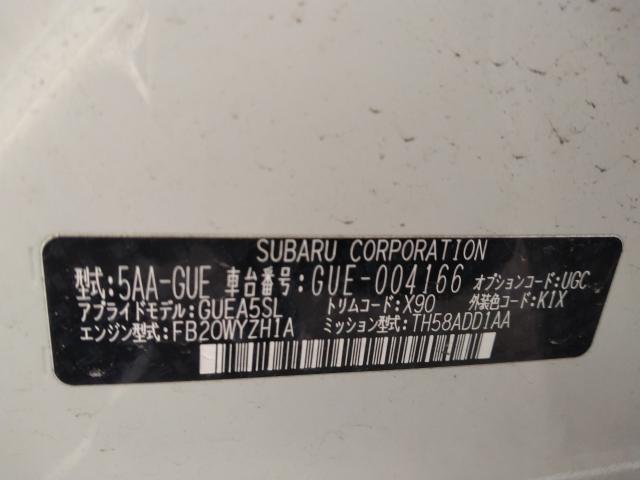 SUBARU CORPORATION
型式:5AA-GUE 車台番号:GUE-004166 オプションコード:UGC
アプライドモデル:GUEA5SL トリムコード:X90 外装色コード:K1X
エンジン型式:FB20WYZH1A ミッション型式:TH58ADD1AA